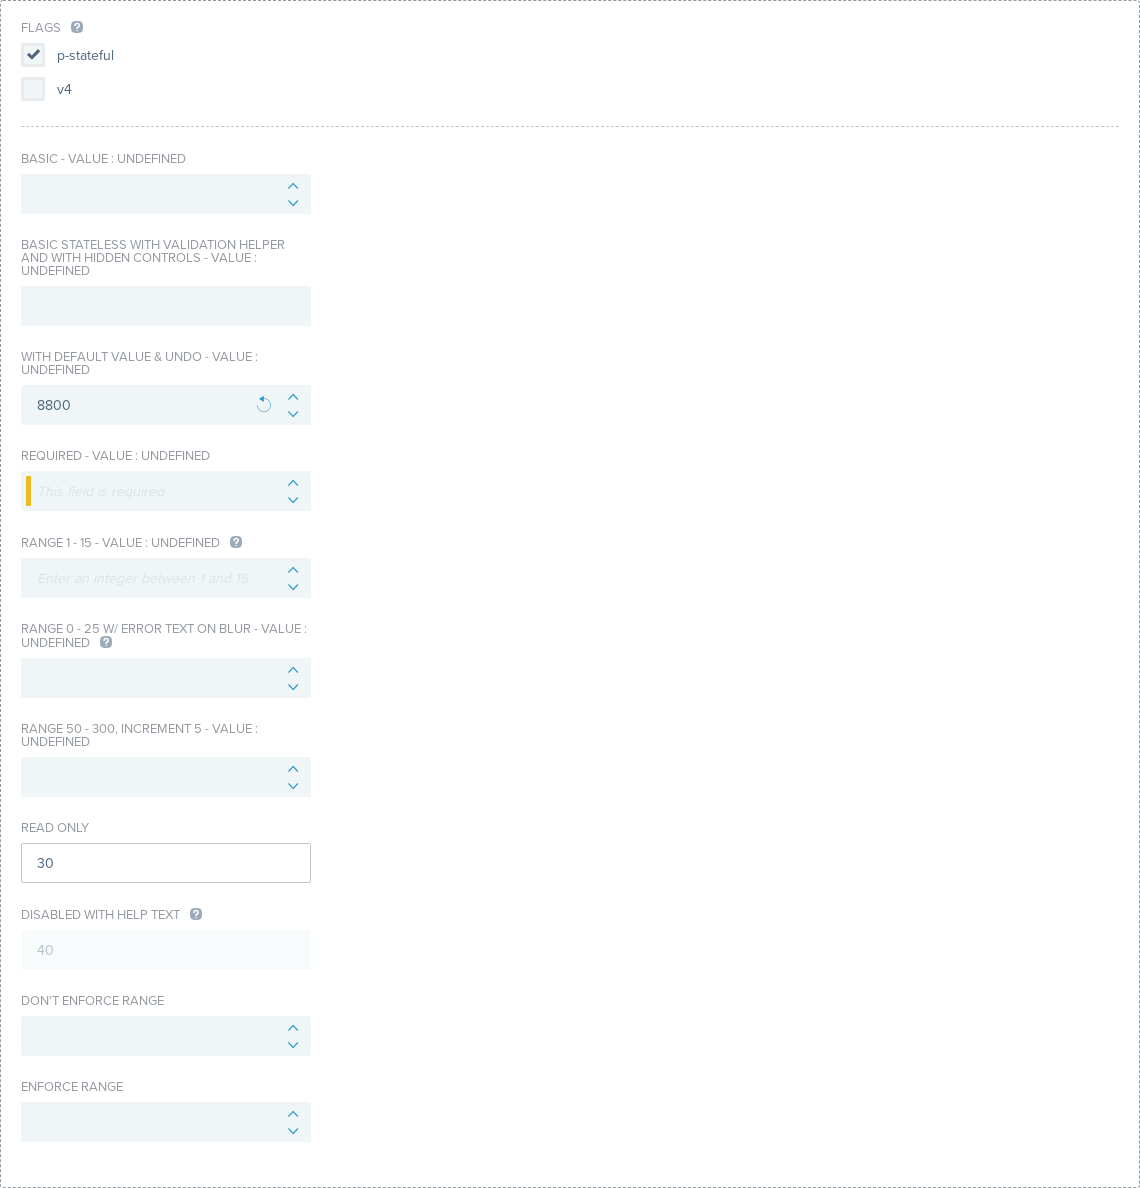 FLAGS ?
p-stateful
v4
BASIC - VALUE : UNDEFINED
BASIC STATELESS WITH VALIDATION HELPER
AND WITH HIDDEN CONTROLS - VALUE :
UNDEFINED
WITH DEFAULT VALUE & UNDO - VALUE :
UNDEFINED
8800
REQUIRED - VALUE : UNDEFINED
This field is required
RANGE 1 - 15 - VALUE : UNDEFINED ?
Enter an integer between 1 and 15
RANGE 0 - 25 W/ ERROR TEXT ON BLUR - VALUE :
UNDEFINED ?
RANGE 50 - 300, INCREMENT 5 - VALUE :
UNDEFINED
READ ONLY
30
DISABLED WITH HELP TEXT ?
40
DON'T ENFORCE RANGE
ENFORCE RANGE